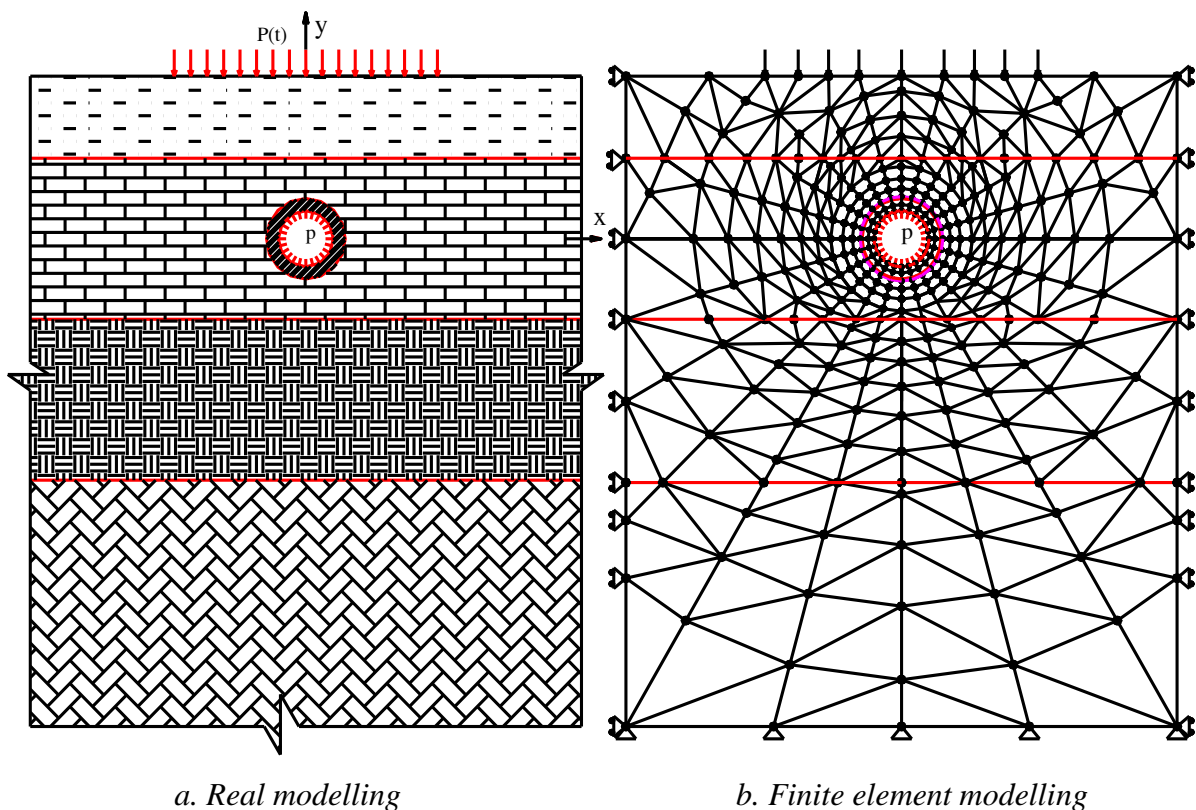 P(t)
y
x
p
p
a. Real modelling
b. Finite element modelling